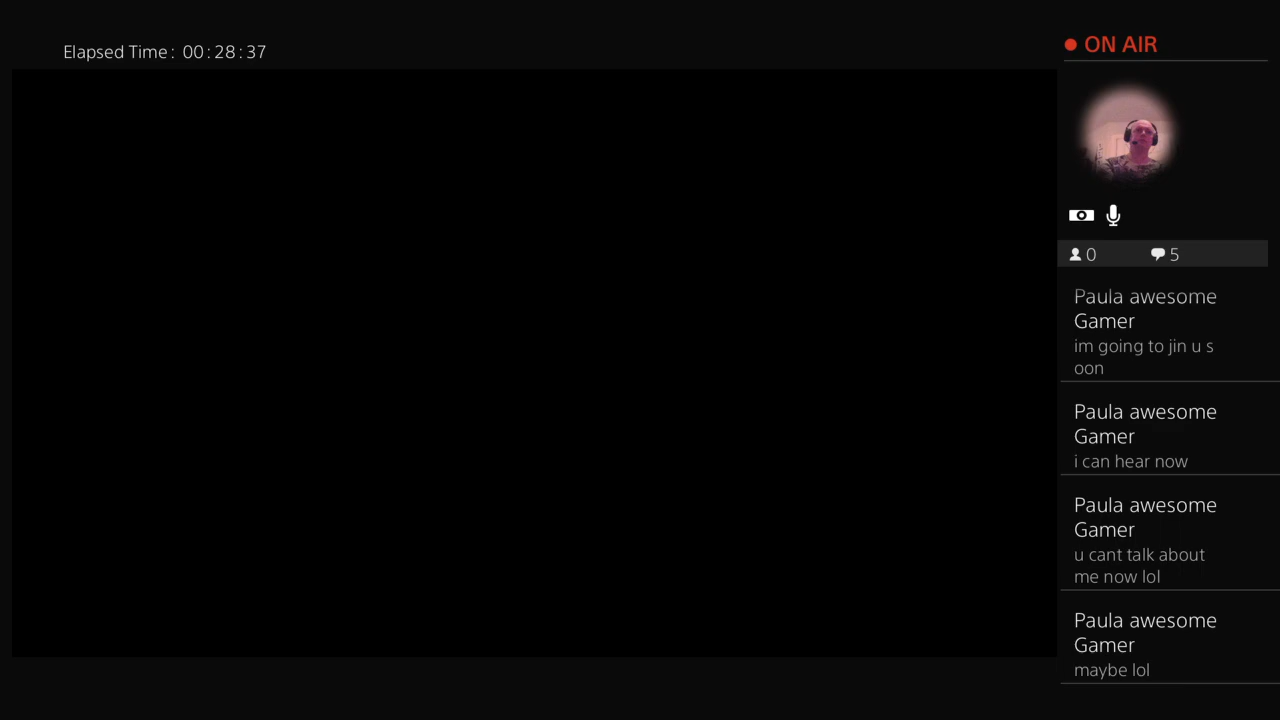 Elapsed Time: 00:28:37
ON AIR
0 5
Paula awesome
Gamer
im going to jin u s
oon
Paula awesome
Gamer
i can hear now
Paula awesome
Gamer
u cant talk about
me now lol
Paula awesome
Gamer
maybe lol